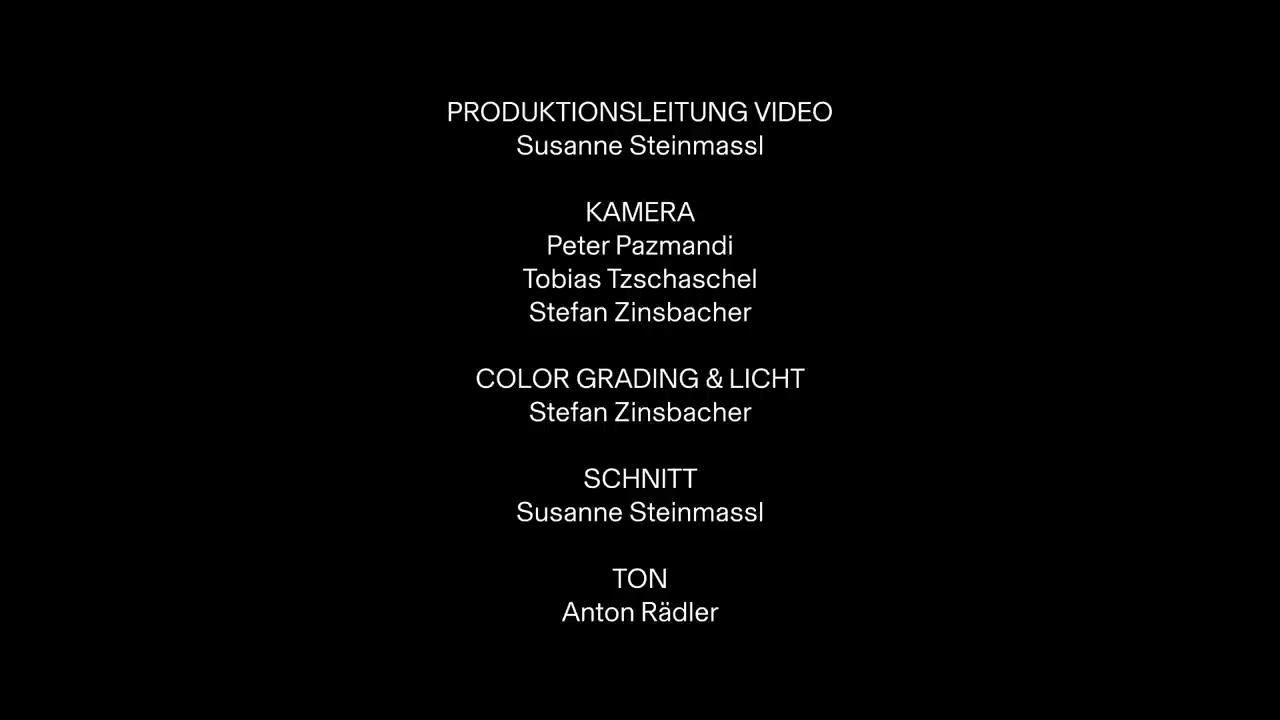 PRODUKTIONSLEITUNG VIDEO
Susanne Steinmassl
KAMERA
Peter Pazmandi
Tobias Tzschaschel
Stefan Zinsbacher
COLOR GRADING & LICHT
Stefan Zinsbacher
SCHNITT
Susanne Steinmassl
TON
Anton Rädler